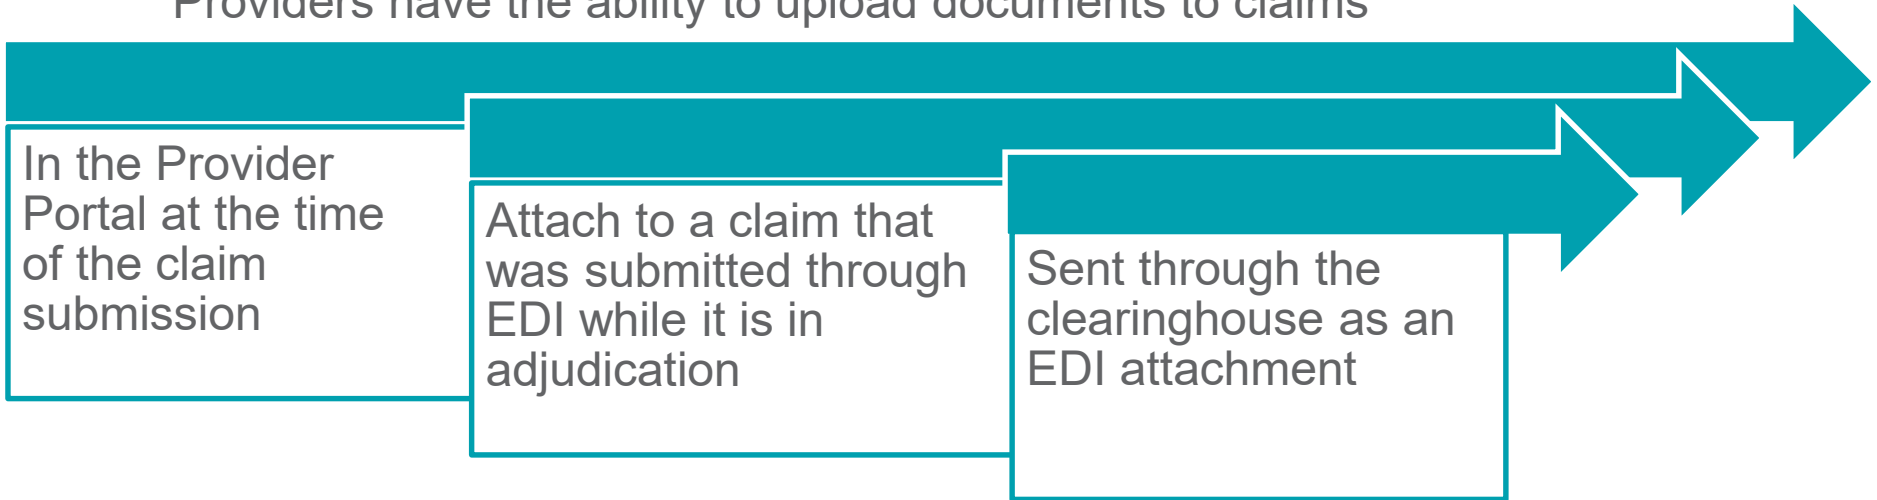 Providers have the ability to upload documents to claims
In the Provider
Portal at the time
of the claim
submission
Attach to a claim that
was submitted through
EDI while it is in
adjudication
Sent through the
clearinghouse as an
EDI attachment